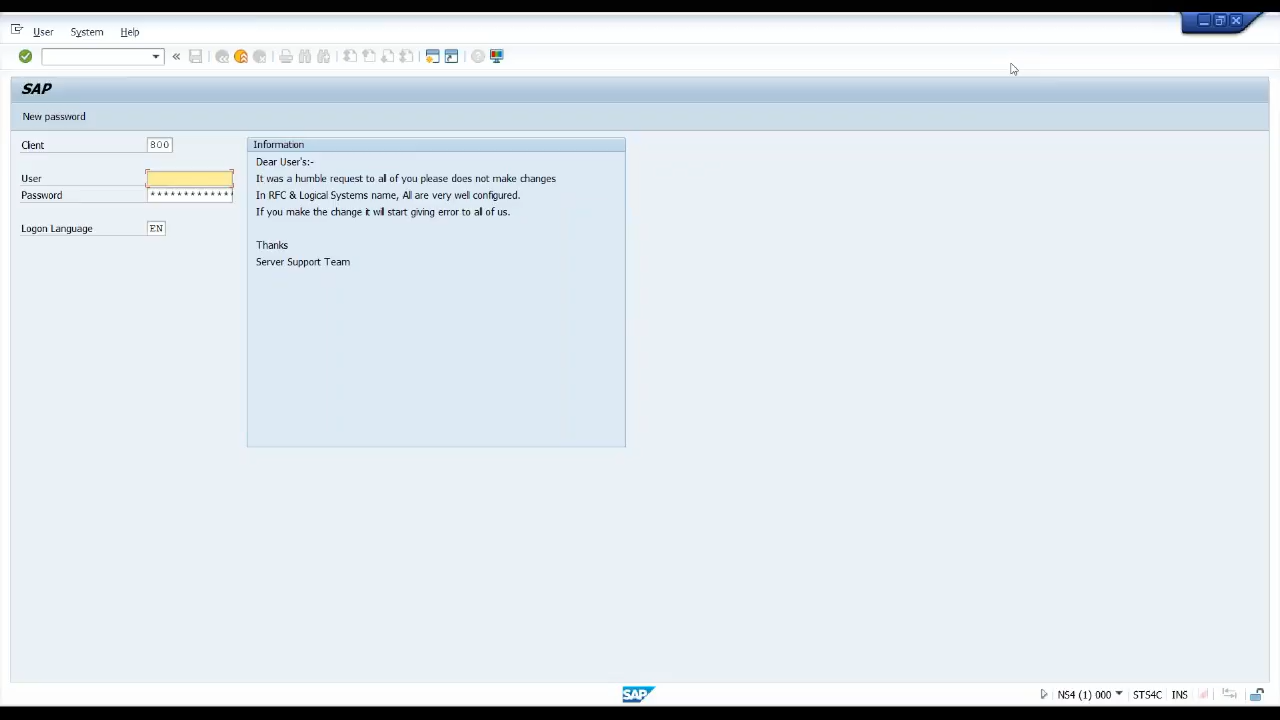 User System Help
SAP
New password
Client 800
Information
Dear User's:-
It was a humble request to all of you please does not make changes
In RFC & Logical Systems name, All are very well configured.
If you make the change it will start giving error to all of us.
Thanks
Server Support Team
User
Password ************
Logon Language EN
SAP
NS4 (1) 000 STS4C INS